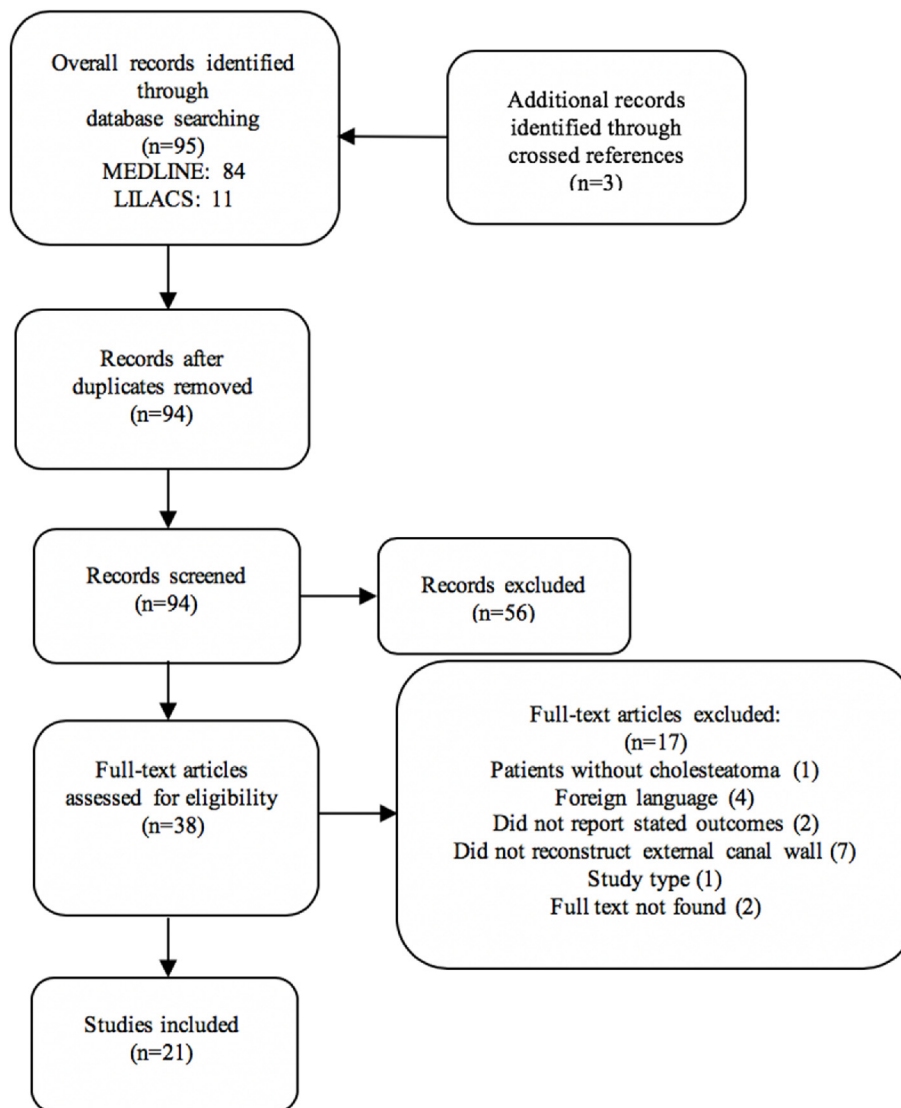 Overall records identified
through
database searching
(n=95)
MEDLINE: 84
LILACS: 11
Additional records
identified through
crossed references
(n=3)
Records after
duplicates removed
(n=94)
Records screened
(n=94)
Records excluded
(n=56)
Full-text articles
assessed for eligibility
(n=38)
Full-text articles excluded:
(n=17)
Patients without cholesteatoma (1)
Foreign language (4)
Did not report stated outcomes (2)
Did not reconstruct external canal wall (7)
Study type (1)
Full text not found (2)
Studies included
(n=21)